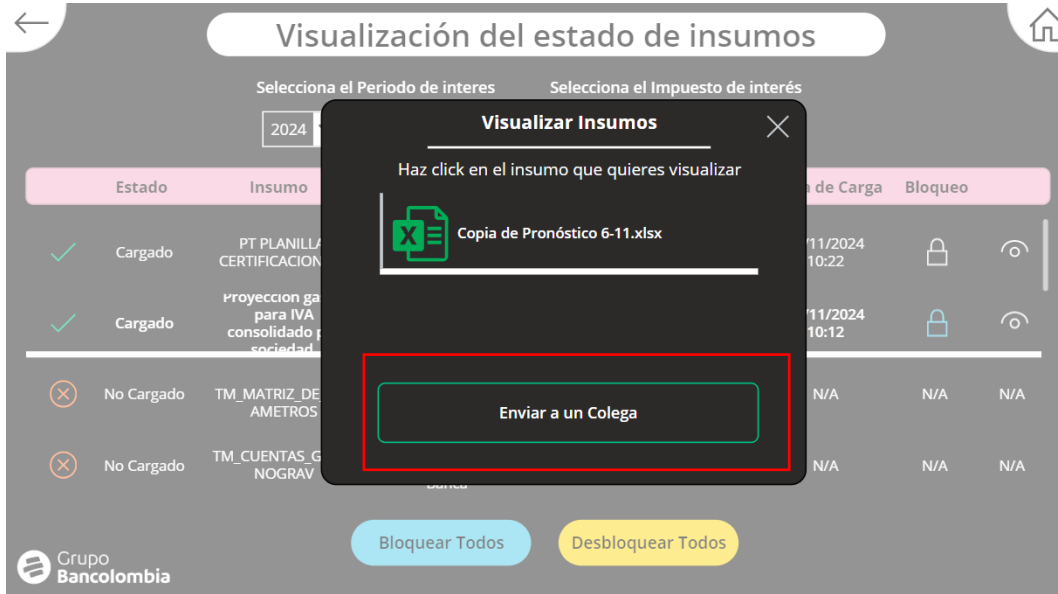 Visualización del estado de insumos
Selecciona el Periodo de interes
Selecciona el Impuesto de interés
2024
Visualizar Insumos
Haz click en el insumo que quieres visualizar
Copia de Pronóstico 6-11.xlsx
Enviar a un Colega
Estado Insumo de Carga Bloqueo
Cargado
PT PLANILLA
CERTIFICACION
/11/2024
10:22
Cargado
para IVA
consolidado
sociedad
/11/2024
10:12
No Cargado
TM_MATRIZ_DE
AMETROS
N/A N/A N/A
No Cargado
TM_CUENTAS_G
NOGRAV
Banca
N/A N/A N/A
Bloquear Todos
Desbloquear Todos
Grupo
Bancolombia